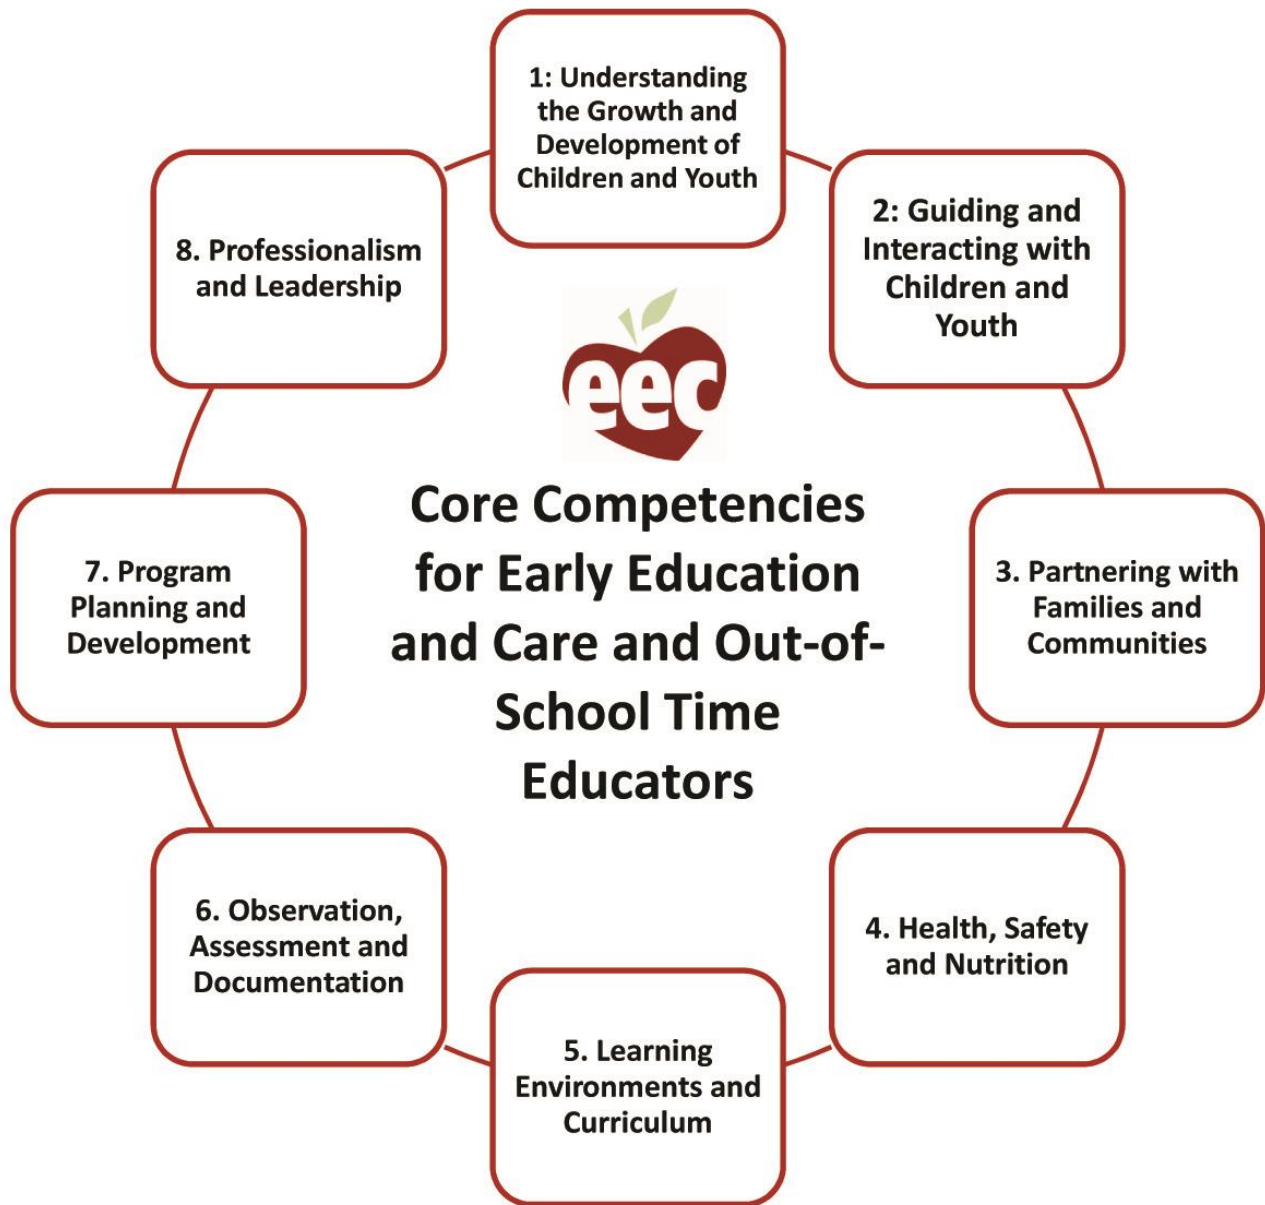 1: Understanding
the Growth and
Development of
Children and Youth
2: Guiding and
Interacting with
Children and
Youth
3. Partnering with
Families and
Communities
4. Health, Safety
and Nutrition
5. Learning
Environments and
Curriculum
6. Observation,
Assessment and
Documentation
7. Program
Planning and
Development
8. Professionalism
and Leadership
eec
Core Competencies
for Early Education
and Care and Out-of-
School Time
Educators